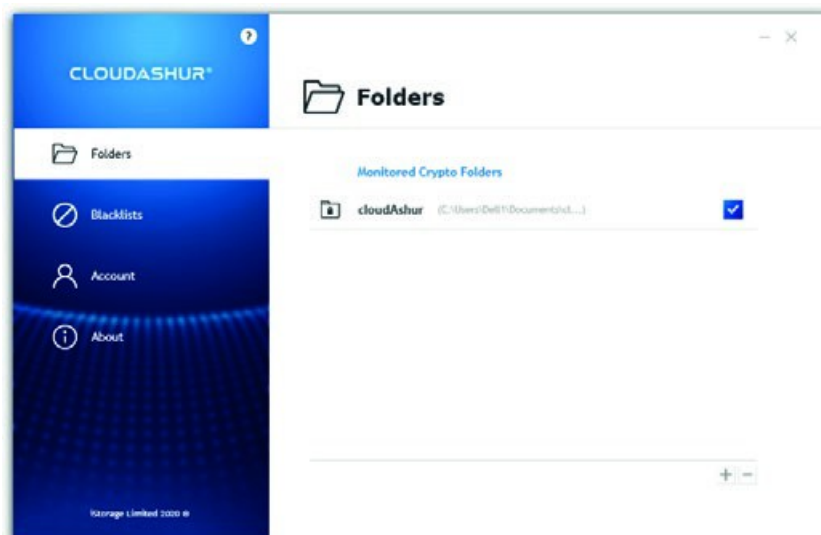 ?
CLOUDASHUR®
Folders
Folders
Blacklists
Account
About
iStorage Limited 2020 ©
Monitored Crypto Folders
cloudAshur